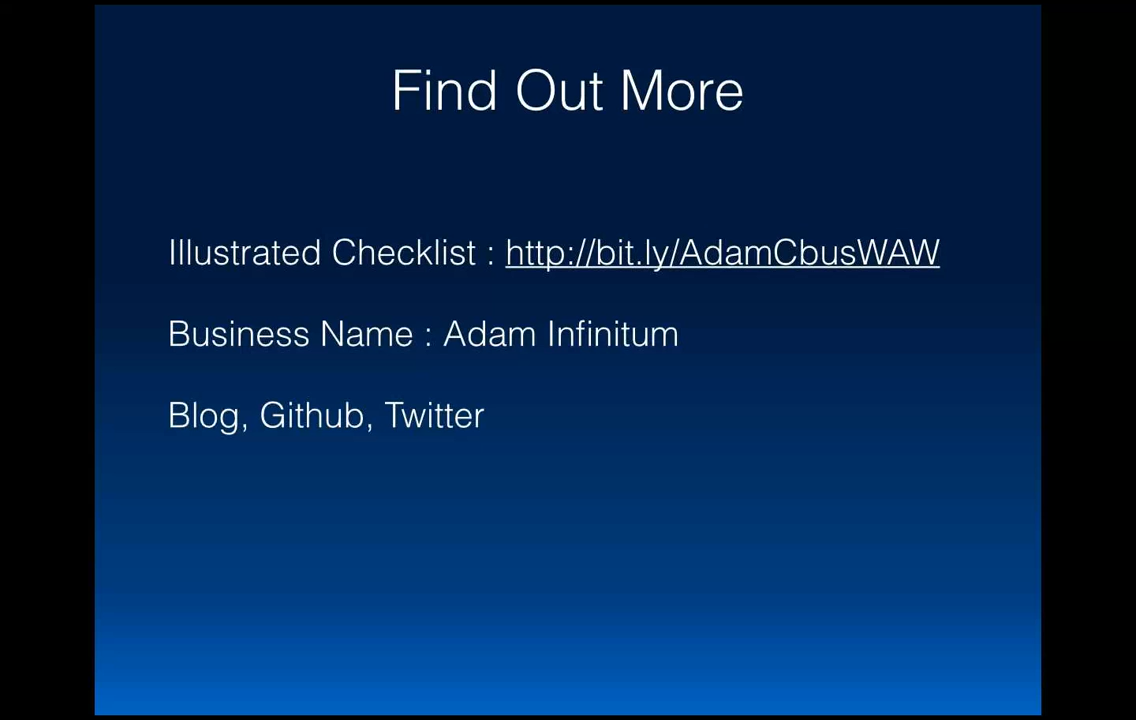 Find Out More
Illustrated Checklist : http://bit.ly/AdamCbusWAW
Business Name : Adam Infinitum
Blog, Github, Twitter